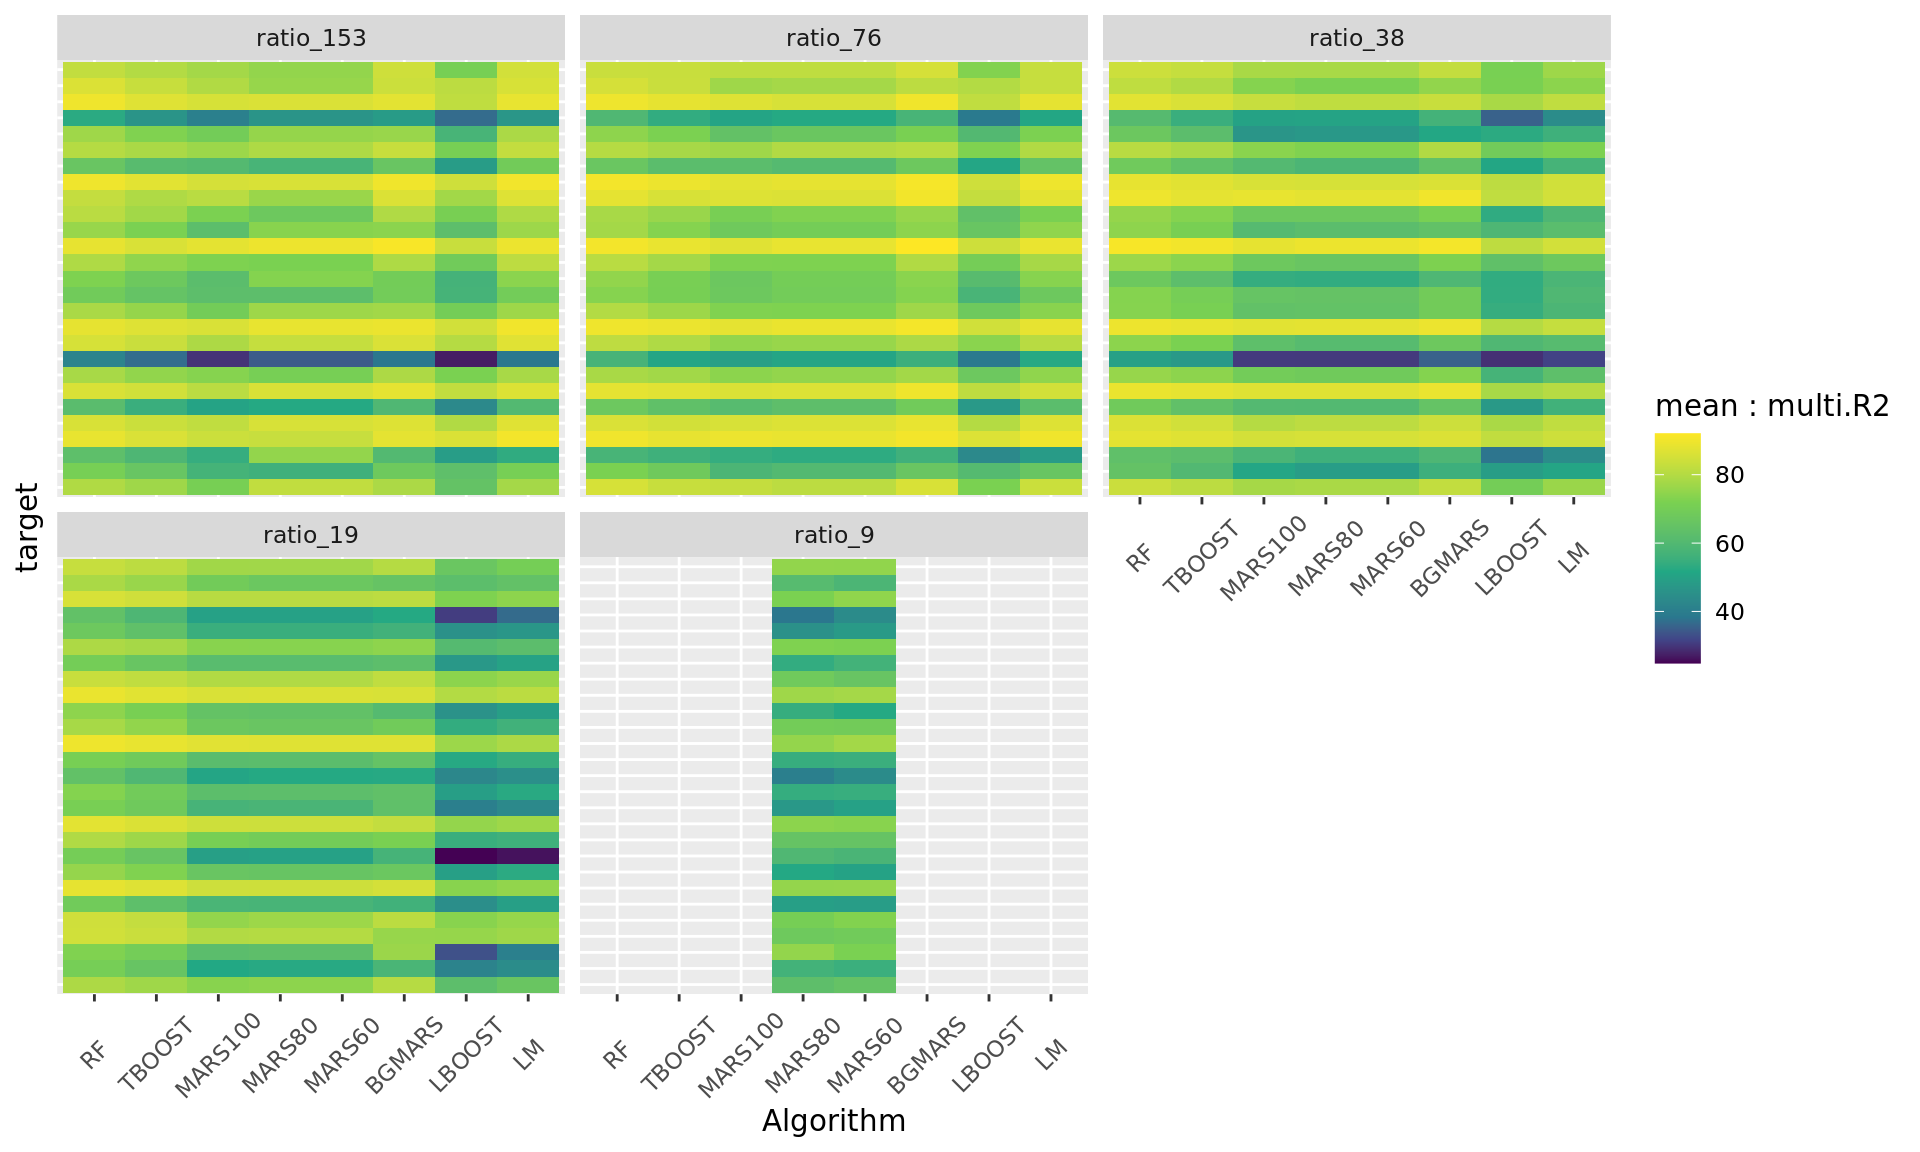 ratio_153
ratio_76
ratio_38
target
RF
TBOOST
MARS100
MARS80
MARS60
BGMARS
LBOOST
LM
mean : multi.R2
80
60
40
ratio_19
ratio_9
RF
TBOOST
MARS100
MARS80
MARS60
BGMARS
LBOOST
LM
RF
TBOOST
MARS100
MARS80
MARS60
BGMARS
LBOOST
LM
Algorithm